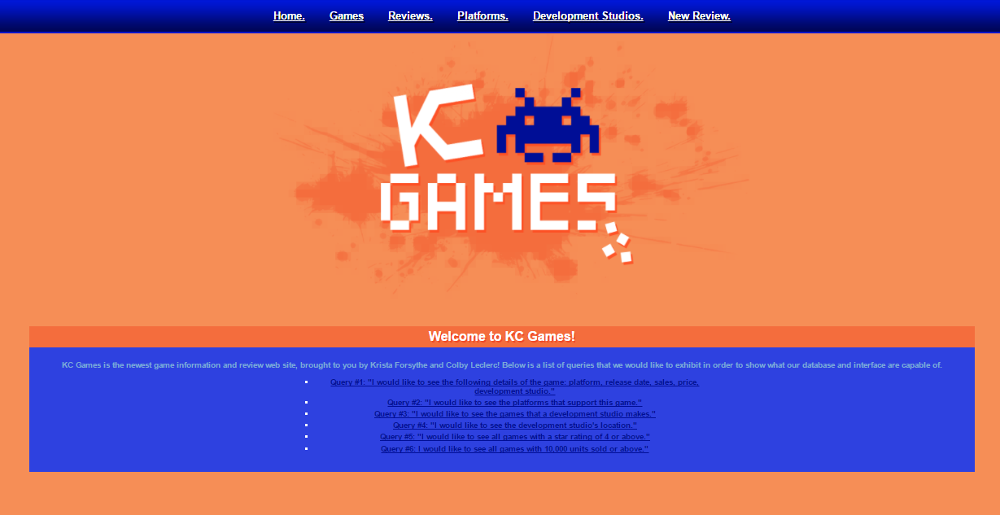 Home. Games Reviews. Platforms. Development Studios. New Review.
KC
GAMES
Welcome to KC Games!
KC Games is the newest game information and review web site, brought to you by Krista Forsythe and Colby Leclerc! Below is a list of queries that we would like to exhibit in order to show what our database and interface are capable of.
Query #1: "I would like to see the following details of the game: platform, release date, sales, price,
development studio."
Query #2: "I would like to see the platforms that support this game."
Query #3: "I would like to see the games that a development studio makes."
Query #4: "I would like to see the development studio's location."
Query #5: "I would like to see all games with a star rating of 4 or above."
Query #6: I would like to see all games with 10,000 units sold or above."